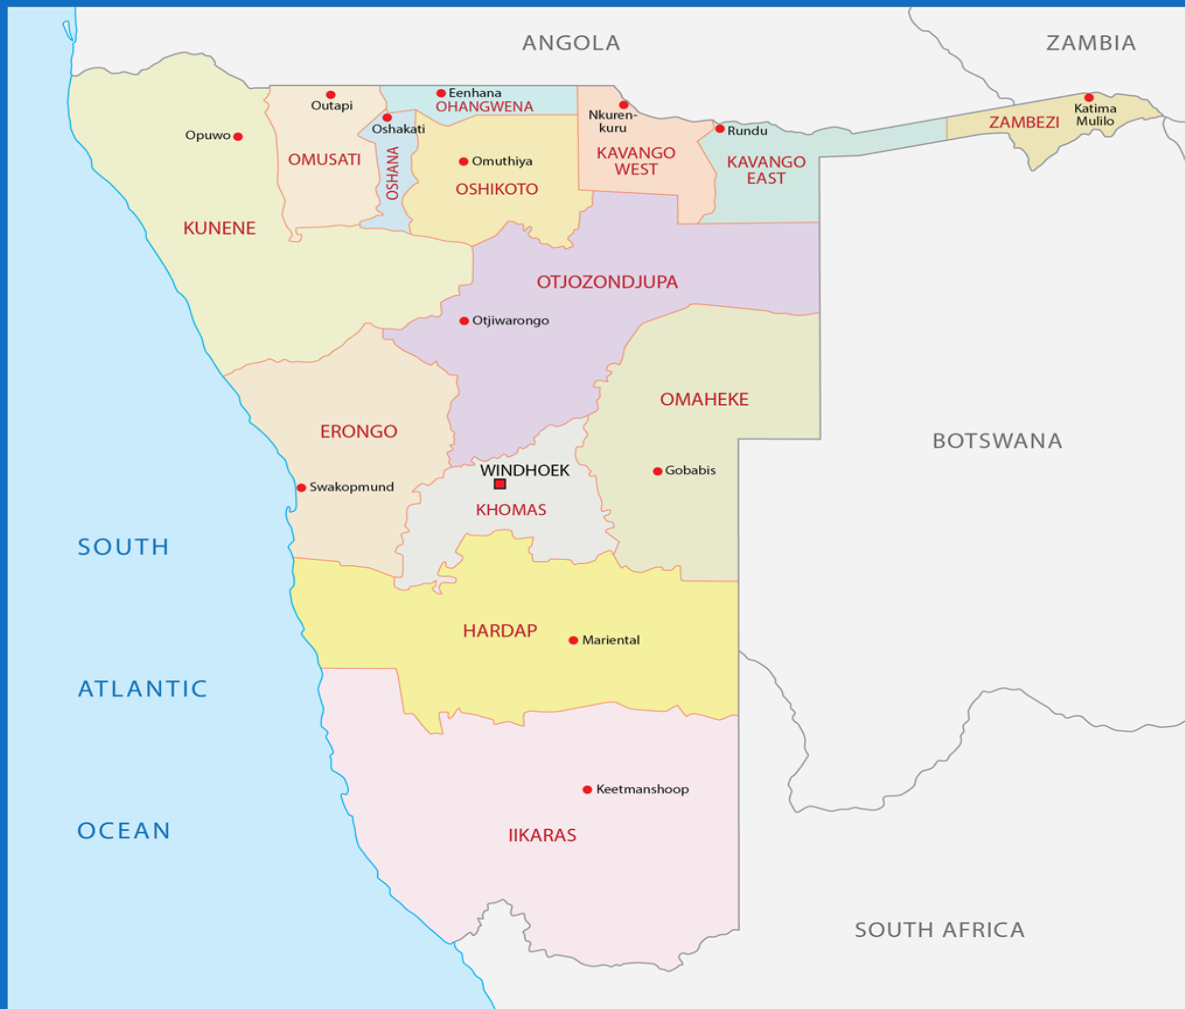 ANGOLA
ZAMBIA
Eenhana
OHANGWENA
Outapi
Oshakati
Nkuren-
kuru
Rundu
Katima
Mulilo
ZAMBEZI
Opuwo
OMUSATI
OSHANA
Omuthiya
OSHIKOTO
KAVANGO
WEST
KAVANGO
EAST
KUNENE
OTJOZONDJUPA
Otjiwarongo
OMAHEKE
ERONGO
BOTSWANA
WINDHOEK
Gobabis
Swakopmund
KHOMAS
SOUTH
HARDAP
Mariental
ATLANTIC
Keetmanshoop
OCEAN
IIKARAS
SOUTH AFRICA